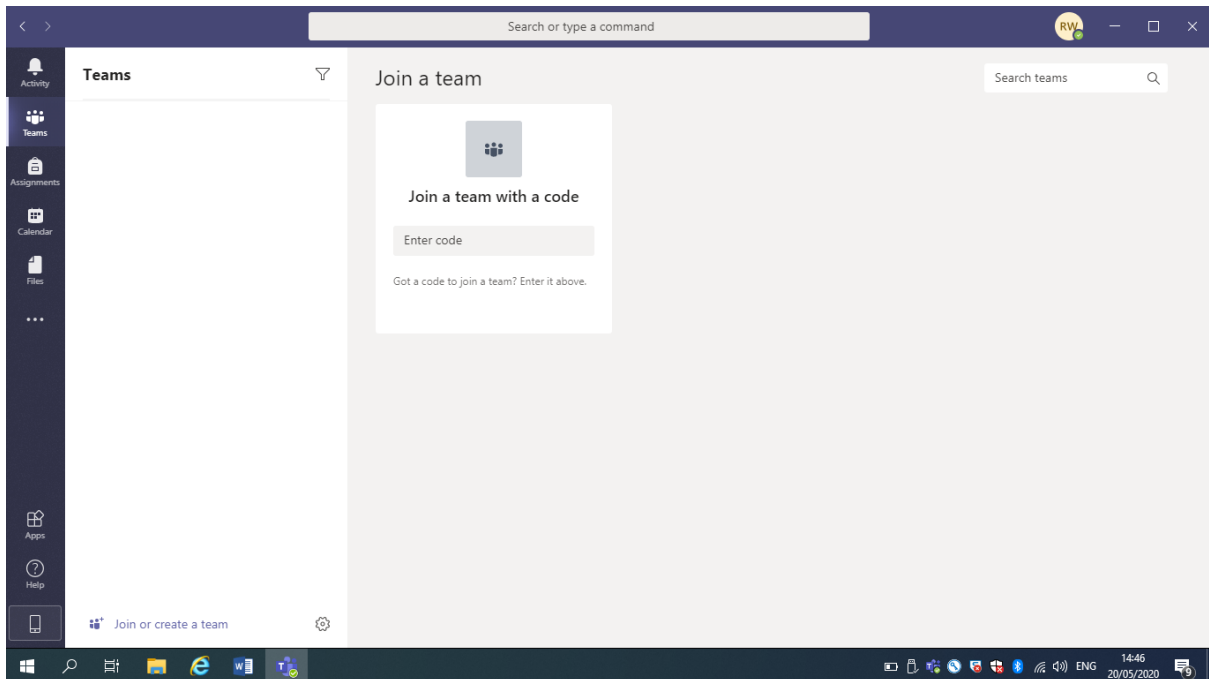 Search or type a command
RW
Activity
Teams
Assignments
Calendar
Files
Apps
Help
Teams
Join or create a team
Join a team
Search teams
Join a team with a code
Enter code
Got a code to join a team? Enter it above.
W
T
ENG
14:46
20/05/2020
9